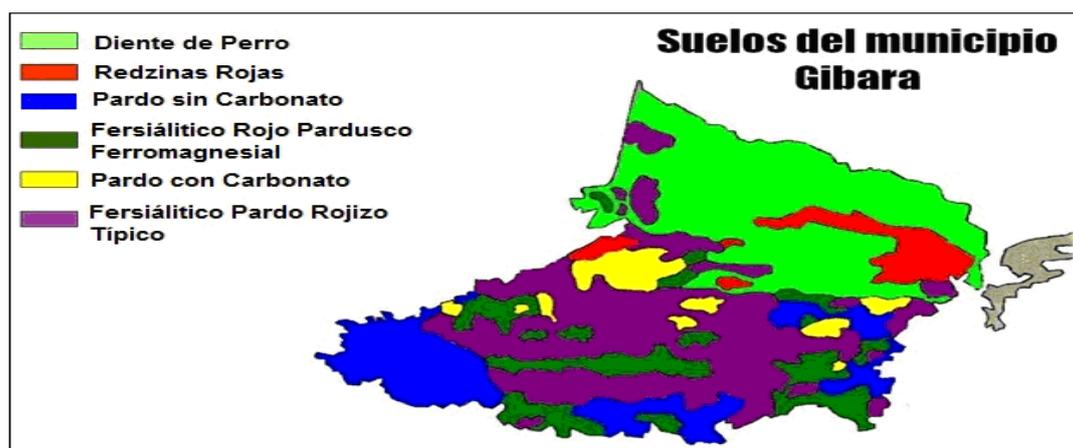 Suelos del municipio
Gibara
Diente de Perro
Redzinas Rojas
Pardo sin Carbonato
Fersiálitico Rojo Pardusco
Ferromagnesial
Pardo con Carbonato
Fersiálitico Pardo Rojizo
Típico